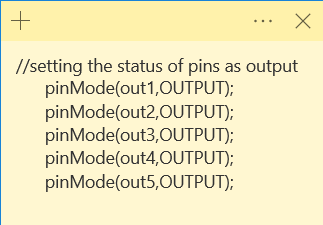 //setting the status of pins as output
pinMode(out1,OUTPUT);
pinMode(out2,OUTPUT);
pinMode(out3,OUTPUT);
pinMode(out4,OUTPUT);
pinMode(out5,OUTPUT);